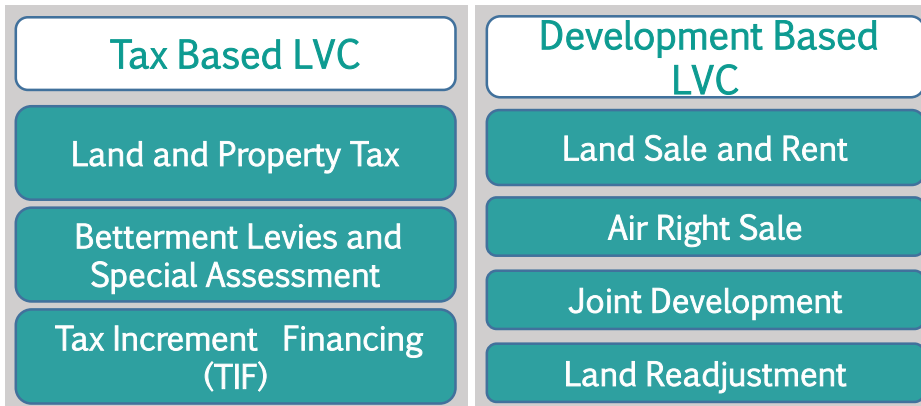 Tax Based LVC
Land and Property Tax
Betterment Levies and
Special Assessment
Tax Increment Financing
(TIF)
Development Based
LVC
Land Sale and Rent
Air Right Sale
Joint Development
Land Readjustment